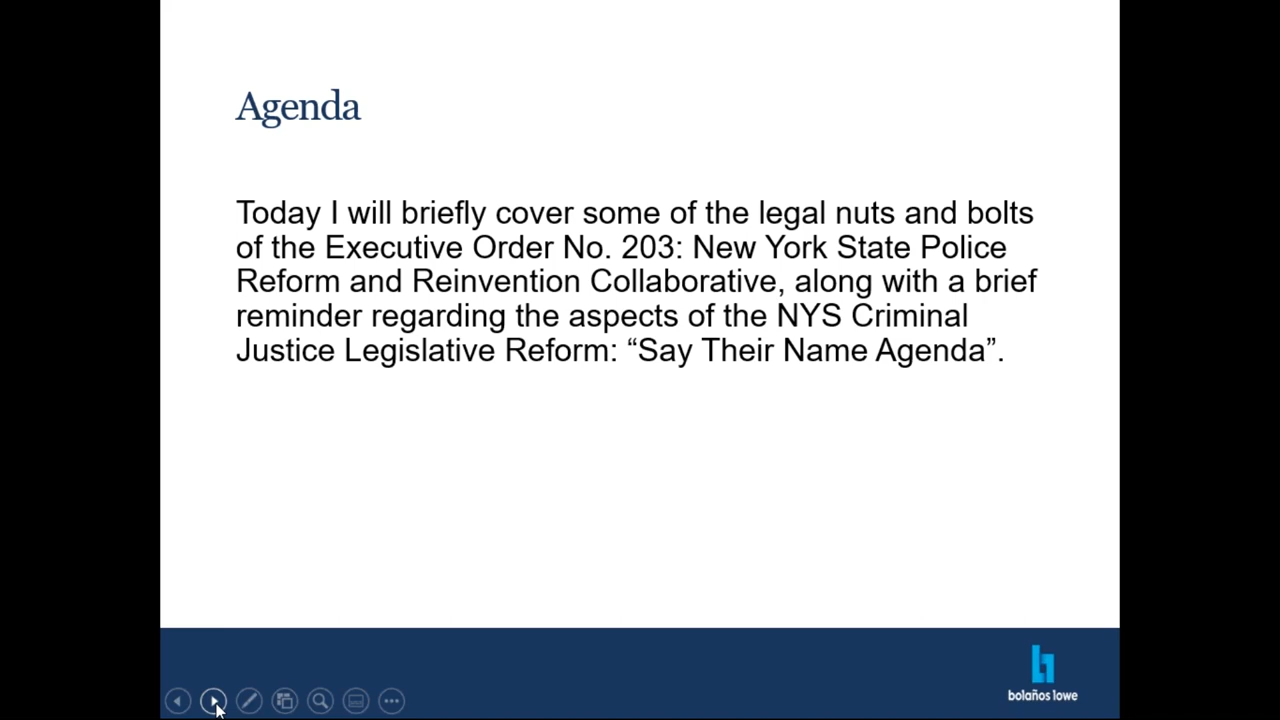 Agenda
Today I will briefly cover some of the legal nuts and bolts
of the Executive Order No. 203: New York State Police
Reform and Reinvention Collaborative, along with a brief
reminder regarding the aspects of the NYS Criminal
Justice Legislative Reform: “Say Their Name Agenda”.
bolaños lowe